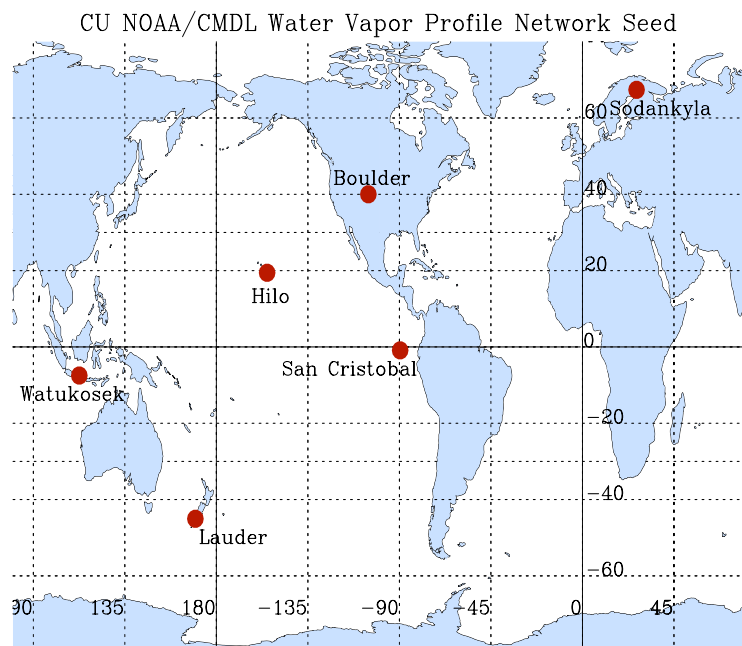 CU NOAA/CMDL Water Vapor Profile Network Seed
60
Sodankyla
Boulder
40
20
Hilo
0
San Cristobal
Watukosek
-20
-40
Lauder
-60
90 135 180 -135 -90 -45 0 45